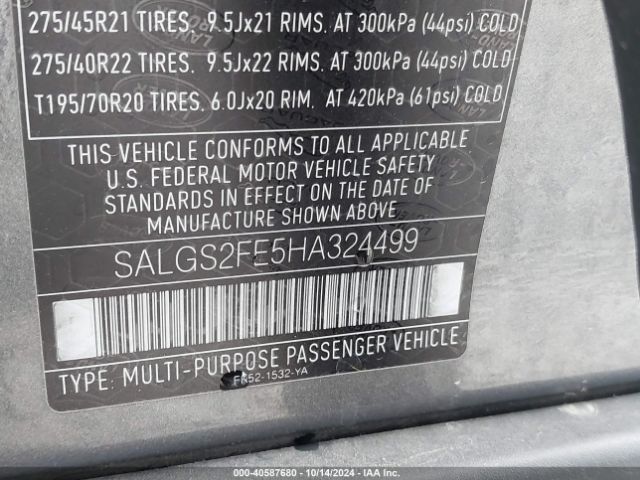 275/45R21 TIRES. 9.5Jx21 RIMS. AT 300kPa (44psi) COLD
275/40R22 TIRES. 9.5Jx22 RIMS. AT 300kPa (44psi) COLD
T195/70R20 TIRES. 6.0Jx20 RIM. AT 420kPa (61psi) COLD
THIS VEHICLE CONFORMS TO ALL APPLICABLE
U.S. FEDERAL MOTOR VEHICLE SAFETY
STANDARDS IN EFFECT ON THE DATE OF
MANUFACTURE SHOWN ABOVE
SALGS2FE5HA324499
TYPE: MULTI-PURPOSE PASSENGER VEHICLE
FK52-1532-YA
000-40587680 | 10/14/2024 | IAAI.COM